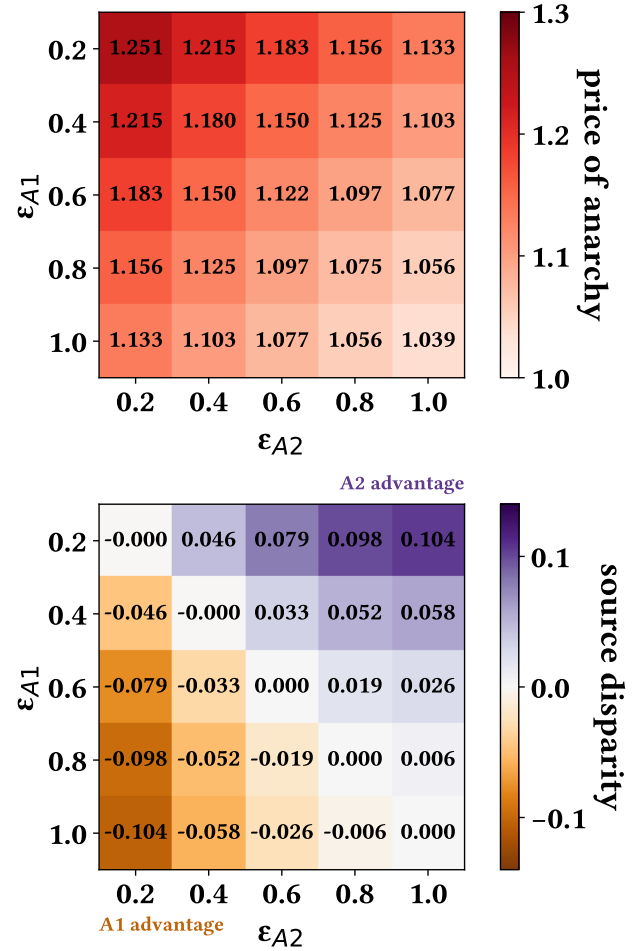 0.2 1.251 1.215 1.183 1.156 1.133
0.4 1.215 1.180 1.150 1.125 1.103
0.6 1.183 1.150 1.122 1.097 1.077
0.8 1.156 1.125 1.097 1.075 1.056
1.0 1.133 1.103 1.077 1.056 1.039
0.2 0.4 0.6 0.8 1.0
εA1
εA2
1.3
1.2
1.1
1.0
price of anarchy
A2 advantage
0.2 -0.000 0.046 0.079 0.098 0.104
0.4 -0.046 -0.000 0.033 0.052 0.058
0.6 -0.079 -0.033 0.000 0.019 0.026
0.8 -0.098 -0.052 -0.019 0.000 0.006
1.0 -0.104 -0.058 -0.026 -0.006 0.000
0.2 0.4 0.6 0.8 1.0
εA1
A1 advantage
εA2
0.1
0.0
−0.1
source disparity